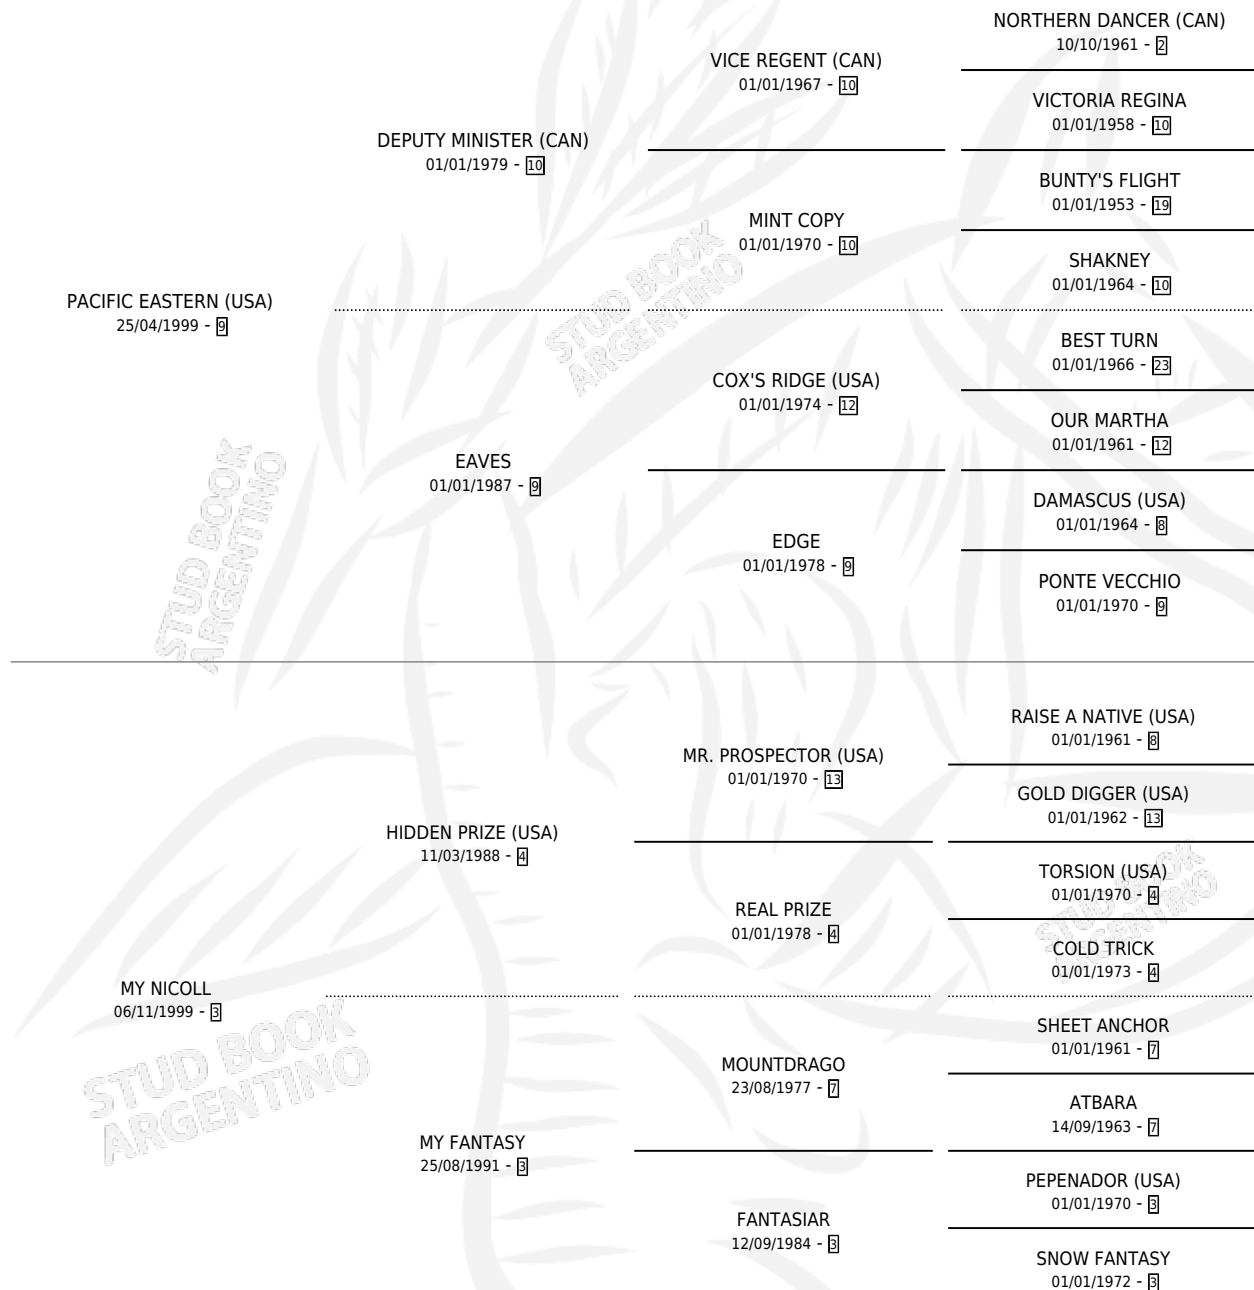 NORTHERN DANCER (CAN)
10/10/1961 - 2
VICE REGENT (CAN)
01/01/1967 - 10
VICTORIA REGINA
01/01/1958 - 10
DEPUTY MINISTER (CAN)
01/01/1979 - 10
BUNTY'S FLIGHT
01/01/1953 - 19
MINT COPY
01/01/1970 - 10
SHAKNEY
01/01/1964 - 10
PACIFIC EASTERN (USA)
25/04/1999 - 9
STUD BOOK
ARGENTINO
BEST TURN
01/01/1966 - 23
COX'S RIDGE (USA)
01/01/1974 - 12
OUR MARTHA
01/01/1961 - 12
EAVES
01/01/1987 - 9
DAMASCUS (USA)
01/01/1964 - 8
EDGE
01/01/1978 - 9
PONTE VECCHIO
01/01/1970 - 9
STUD BOOK
ARGENTINO
RAISE A NATIVE (USA)
01/01/1961 - 8
MR. PROSPECTOR (USA)
01/01/1970 - 13
GOLD DIGGER (USA)
01/01/1962 - 13
HIDDEN PRIZE (USA)
11/03/1988 - 4
TORSION (USA)
01/01/1970 - 4
REAL PRIZE
01/01/1978 - 4
COLD TRICK
01/01/1973 - 4
STUD BOOK
ARGENTINO
MY NICOLL
06/11/1999 - 3
SHEET ANCHOR
01/01/1961 - 7
MOUNTDRAGO
23/08/1977 - 7
ATBARA
14/09/1963 - 7
STUD BOOK
ARGENTINO
MY FANTASY
25/08/1991 - 3
PEPENADOR (USA)
01/01/1970 - 3
FANTASIAR
12/09/1984 - 3
SNOW FANTASY
01/01/1972 - 3